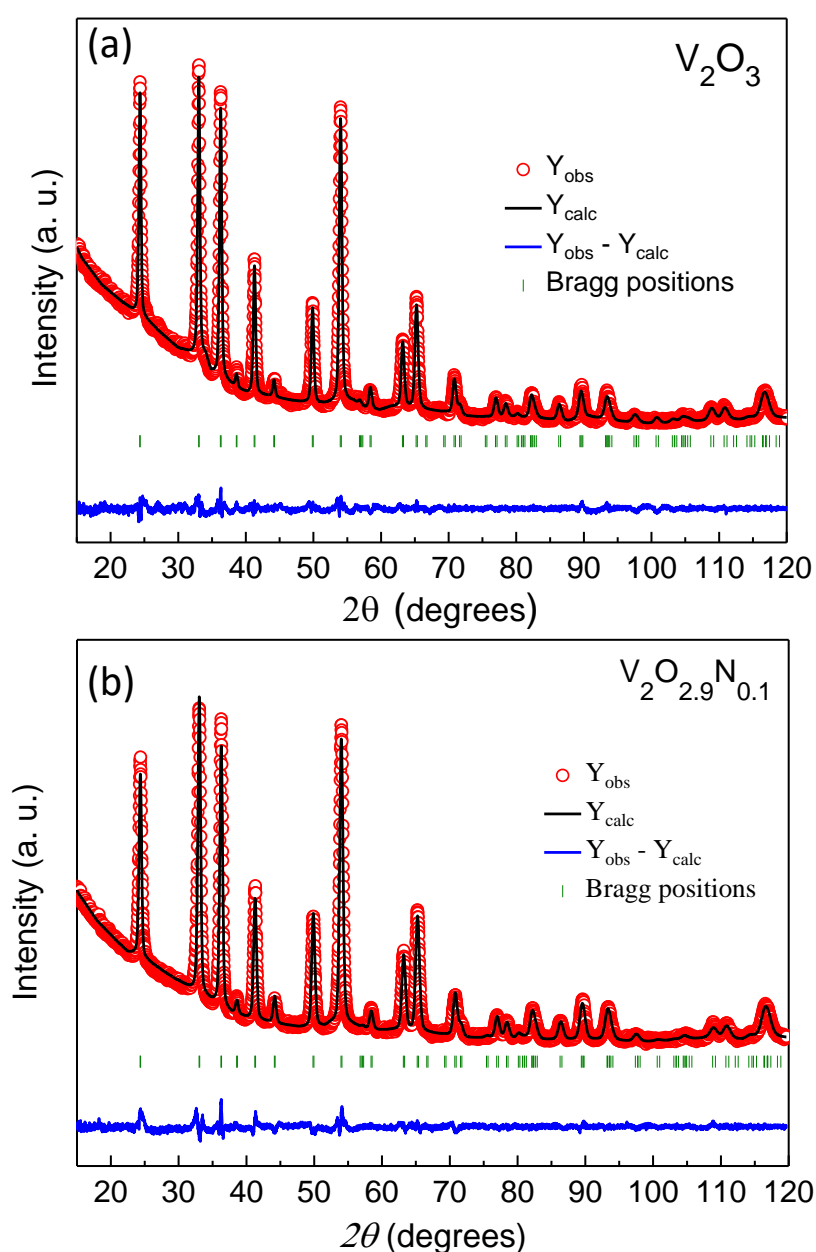 (a)
V2O3
Yobs
Ycalc
Yobs - Ycalc
Bragg positions
Intensity (a. u.)
20 30 40 50 60 70 80 90 100 110 120
2θ (degrees)
(b)
V2O2.9N0.1
Yobs
Ycalc
Yobs - Ycalc
Bragg positions
Intensity (a. u.)
20 30 40 50 60 70 80 90 100 110 120
2θ (degrees)